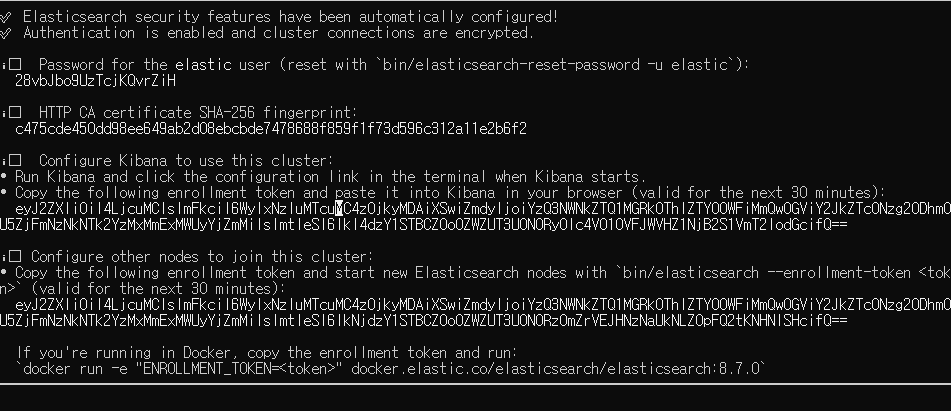 ✓ Elasticsearch security features have been automatically configured!
✓ Authentication is enabled and cluster connections are encrypted.
Password for the elastic user (reset with `bin/elasticsearch-reset-password -u elastic`):
28vbJbo9UzTcjKQvrZiH
HTTP CA certificate SHA-256 fingerprint:
c475cde450dd98ee649ab2d08ebcbde7478688f859f1f73d596c312a11e2b6f2
Configure Kibana to use this cluster:
• Run Kibana and click the configuration link in the terminal when Kibana starts.
• Copy the following enrollment token and paste it into Kibana in your browser (valid for the next 30 minutes):
Configure other nodes to join this cluster:
• Copy the following enrollment token and start new Elasticsearch nodes with `bin/elasticsearch --enrollment-token <tok
n>` (valid for the next 30 minutes):
If you're running in Docker, copy the enrollment token and run:
`docker run -e "ENROLLMENT_TOKEN=<token>" docker.elastic.co/elasticsearch/elasticsearch:8.7.0`